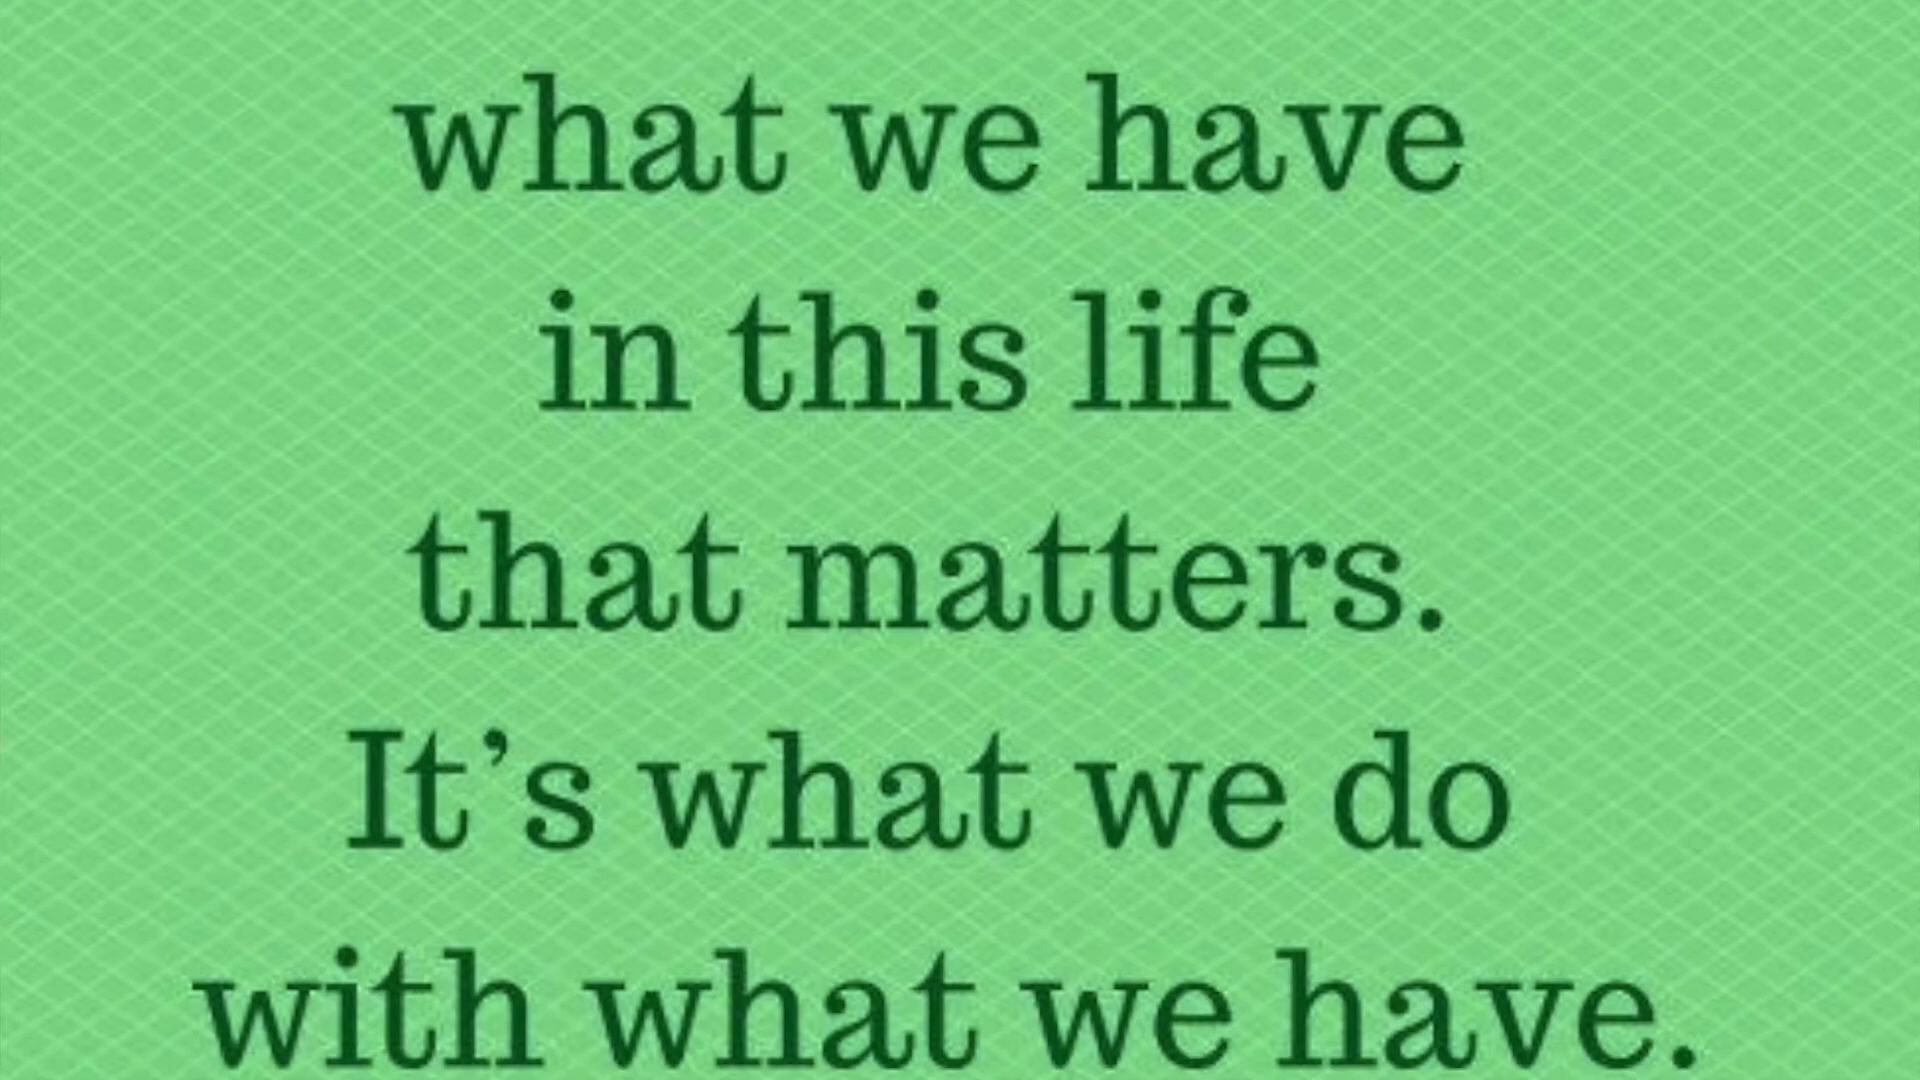 what we have
in this life
that matters.
It’s what we do
with what we have.